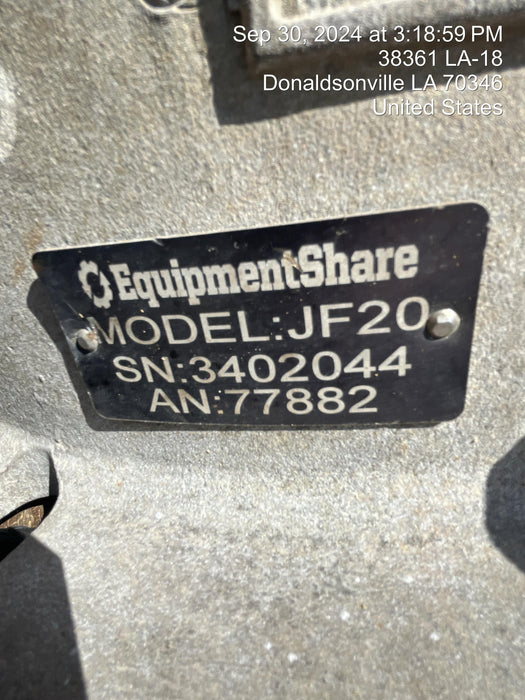 Sep 30, 2024 at 3:18:59 PM
38361 LA-18
Donaldsonville LA 70346
United States
EquipmentShare
MODEL:JF20
SN:3402044
AN:77882